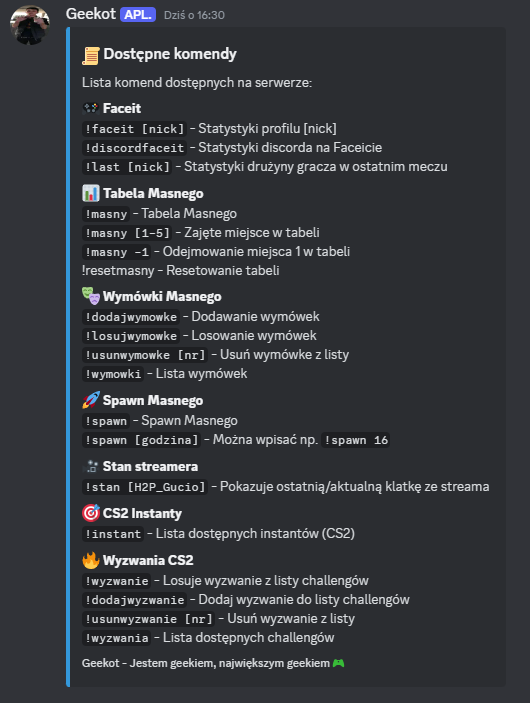 Geekot APL. Dziś o 16:30
Dostępne komendy
Lista komend dostępnych na serwerze:
Faceit
!faceit [nick] - Statystyki profilu [nick]
!discordfaceit - Statystyki discorda na Faceicie
!last [nick] - Statystyki drużyny gracza w ostatnim meczu
Tabela Masnego
!masny - Tabela Masnego
!masny [1-5] - Zajęte miejsce w tabeli
!masny -1 - Odejmowanie miejsca 1 w tabeli
!resetmasny - Resetowanie tabeli
Wymówki Masnego
!dodajwymowke - Dodawanie wymówek
!losujwymowke - Losowanie wymówek
!usunwymowke [nr] - Usuń wymówke z listy
!wymowki - Lista wymówek
Spawn Masnego
!spawn - Spawn Masnego
!spawn [godzina] - Można wpisać np. !spawn 16
Stan streamera
!stan [H2P_Gucio] - Pokazuje ostatnią/aktualną klatkę ze streama
CS2 Instanty
!instant - Lista dostępnych instantów (CS2)
Wyzwania CS2
!wyzwanie - Losuje wyzwanie z listy challengów
!dodajwyzwanie - Dodaj wyzwanie do listy challengów
!usunwyzwanie [nr] - Usuń wyzwanie z listy
!wyzwania - Lista dostępnych challengów
Geekot - Jestem geekiem, największym geekiem